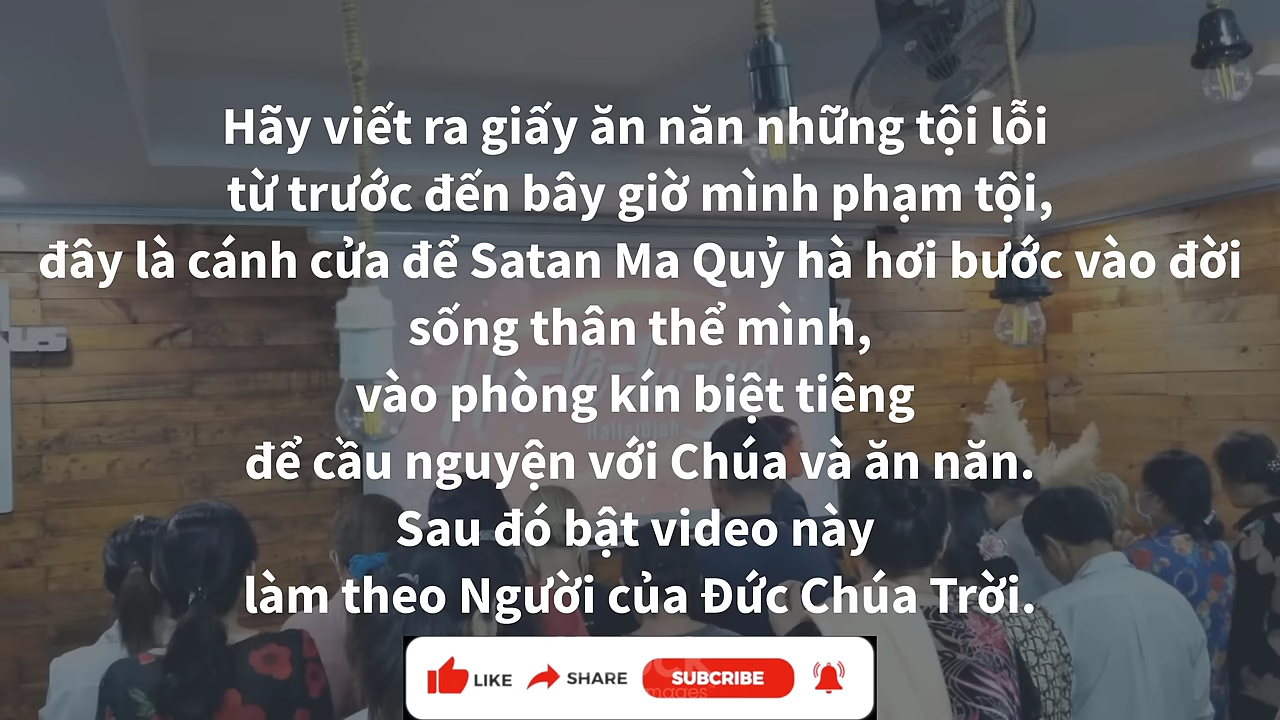 Hãy viết ra giấy ăn năn những tội lỗi
từ trước đến bây giờ mình phạm tội,
đây là cánh cửa để Satan Ma Quỷ hà hơi bước vào đời
sống thân thể mình,
vào phòng kín biệt tiêng
để cầu nguyện với Chúa và ăn năn.
Sau đó bật video này
làm theo Người của Đức Chúa Trời.
Hallelujah
LIKE SHARE SUBSCRIBE